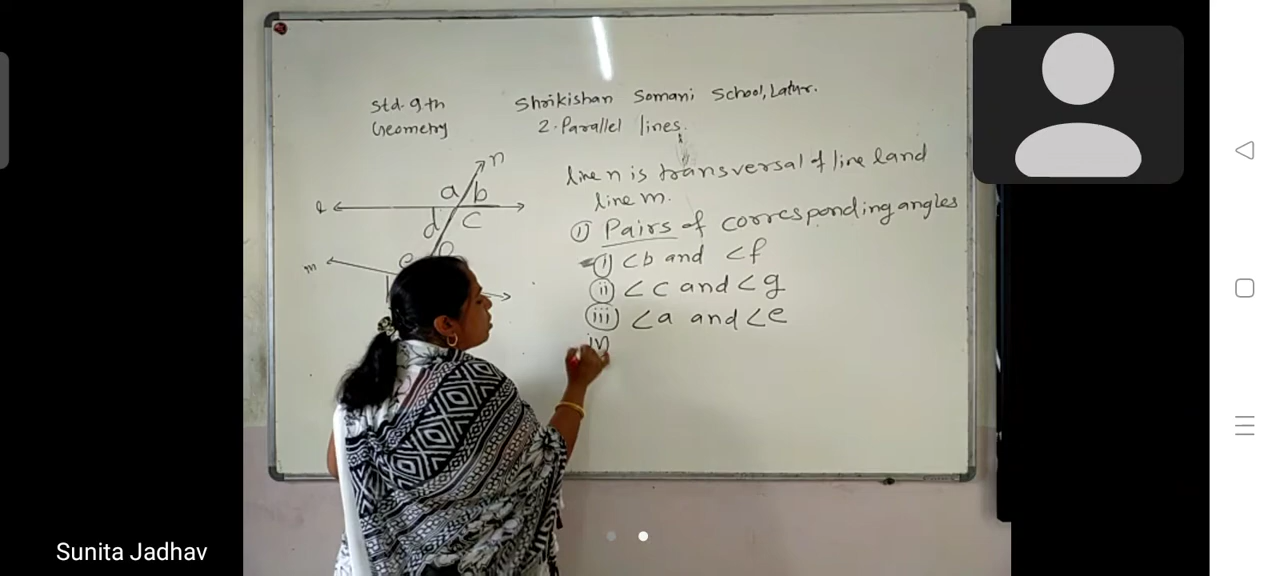 Std. 9th
Geometry
Shrikishan Somani School, Latur.
2. Parallel lines.
n
a b
l
d c
e
m
line n is transversal of line l and
line m.
① Pairs of corresponding angles
(i) <b and <f
(ii) <c and <g
(iii) <a and <e
iv
Sunita Jadhav